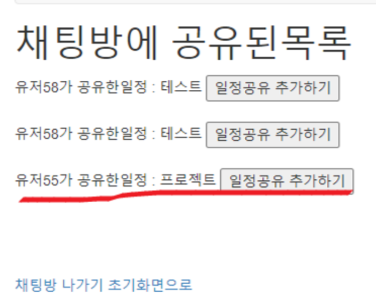 채팅방에 공유된목록
유저58가 공유한일정 : 테스트 일정공유 추가하기
유저58가 공유한일정 : 테스트 일정공유 추가하기
유저55가 공유한일정 : 프로젝트 일정공유 추가하기
채팅방 나가기 초기화면으로